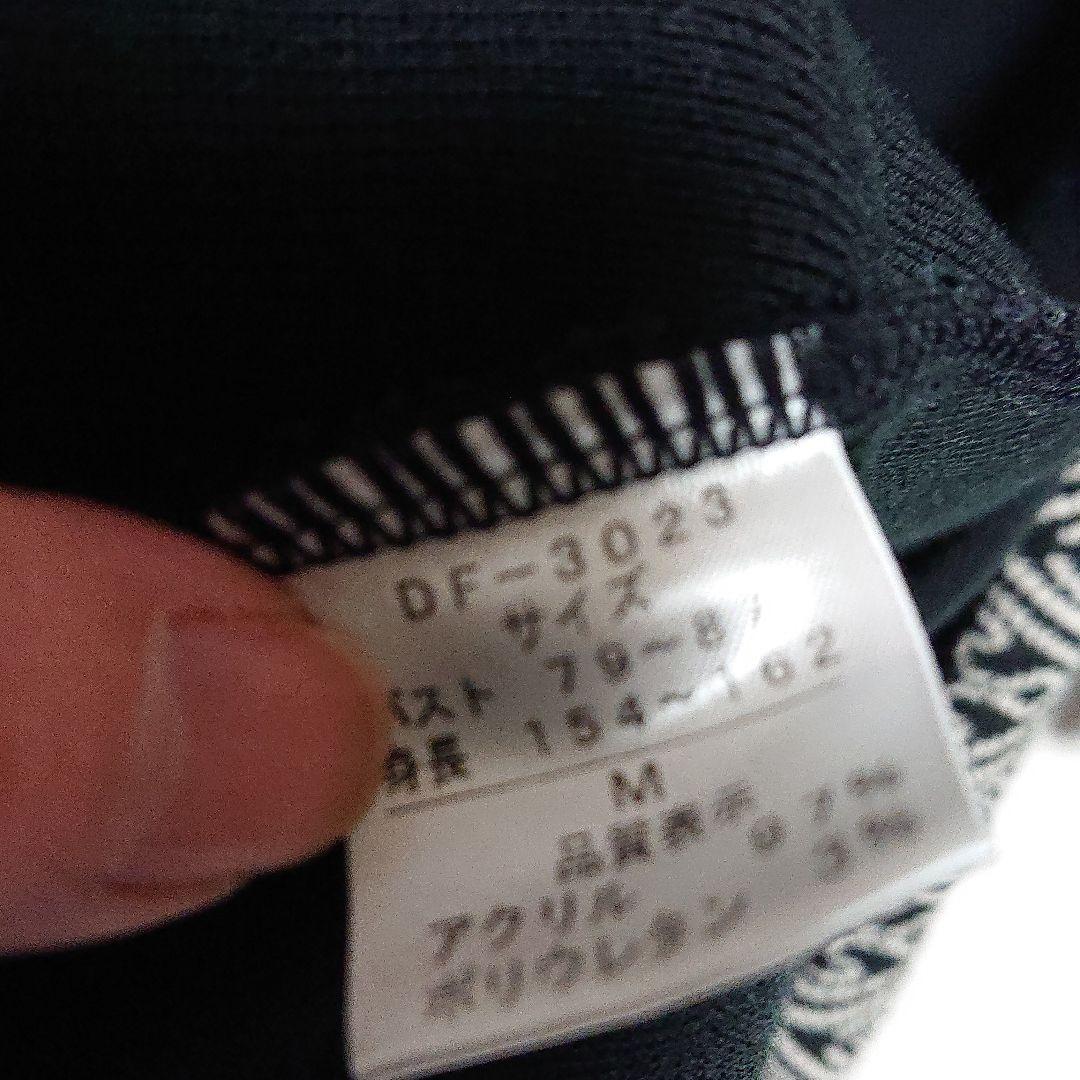 DF-3023
サイズ
バスト 79~8
身長 154~162
M
品質表示
アクリル 97%
ポリウレタン 3%